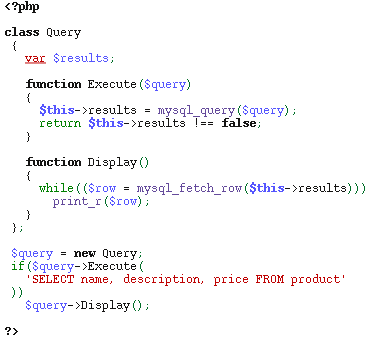 <?php
class Query
{
var $results;
function Execute($query)
{
$this->results = mysql_query($query);
return $this->results !== false;
}
function Display()
{
while(($row = mysql_fetch_row($this->results)))
print_r($row);
}
};
$query = new Query;
if($query->Execute(
'SELECT name, description, price FROM product'
))
$query->Display();
?>